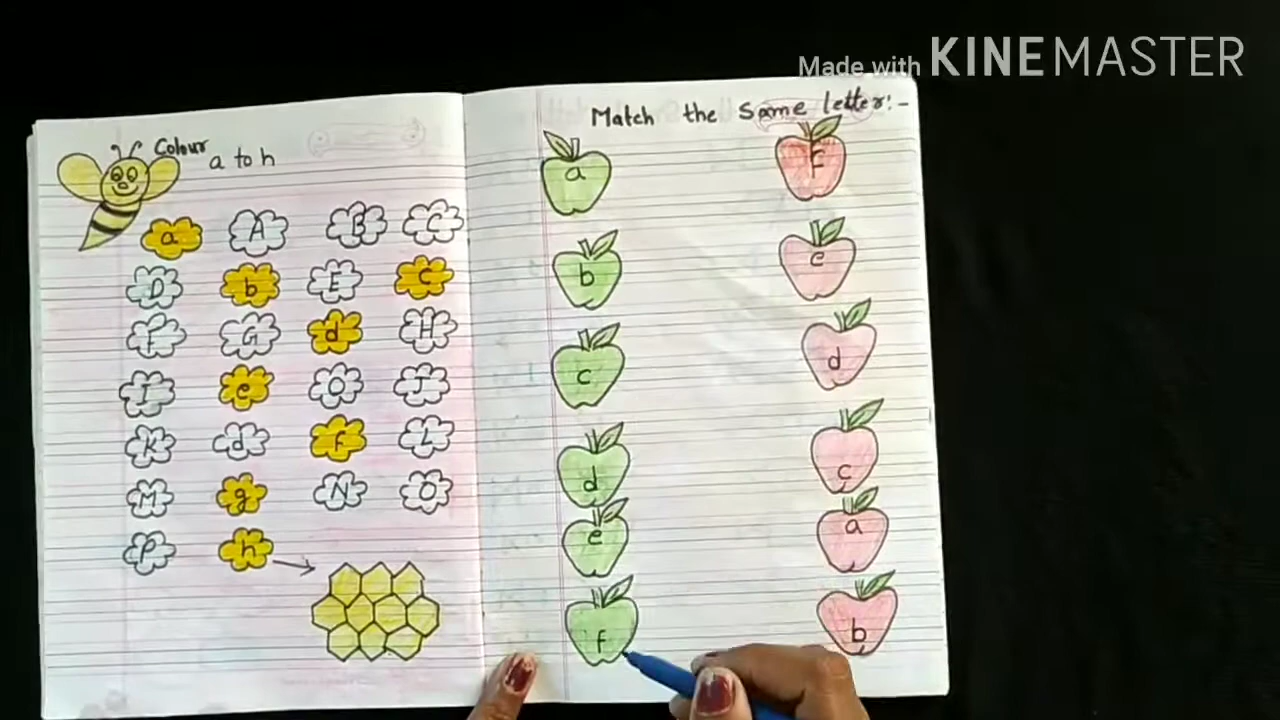 Made with KINEMASTER
Colour a to h
a A B C
D b E C
F G d H
I e O J
K d f L
M g N O
P h
Match the Same letter:-
a f
b e
c d
d c
e a
f b